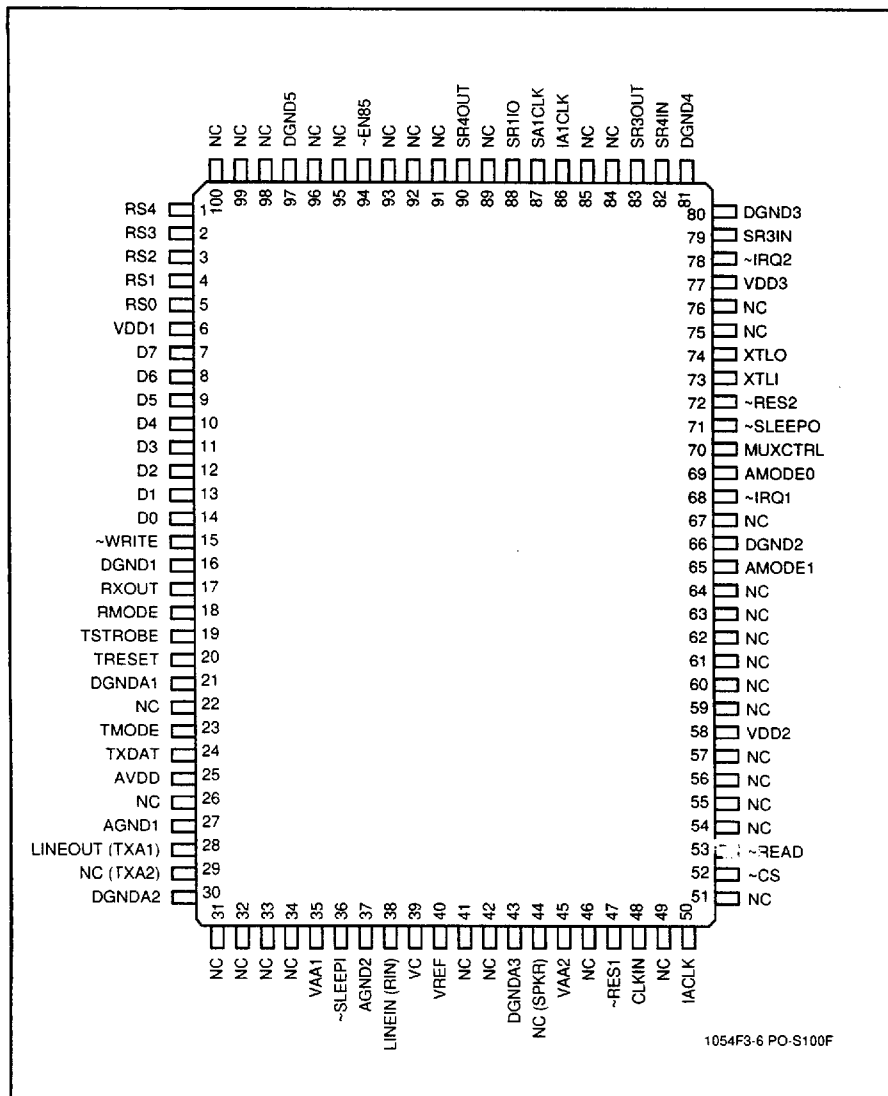 NC
NC
NC
DGND5
NC
NC
~EN85
NC
NC
NC
SR4OUT
NC
SR1IO
SA1CLK
IA1CLK
NC
NC
SR3OUT
SR4IN
DGND4
100 99 98 97 96 95 94 93 92 91 90 89 88 87 86 85 84 83 82 81
RS4 1
RS3 2
RS2 3
RS1 4
RS0 5
VDD1 6
D7 7
D6 8
D5 9
D4 10
D3 11
D2 12
D1 13
D0 14
~WRITE 15
DGND1 16
RXOUT 17
RMODE 18
TSTROBE 19
TRESET 20
DGNDA1 21
NC 22
TMODE 23
TXDAT 24
AVDD 25
NC 26
AGND1 27
LINEOUT (TXA1) 28
NC (TXA2) 29
DGNDA2 30
80 DGND3
79 SR3IN
78 ~IRQ2
77 VDD3
76 NC
75 NC
74 XTLO
73 XTLI
72 ~RES2
71 ~SLEEPO
70 MUXCTRL
69 AMODE0
68 ~IRQ1
67 NC
66 DGND2
65 AMODE1
64 NC
63 NC
62 NC
61 NC
60 NC
59 NC
58 VDD2
57 NC
56 NC
55 NC
54 NC
53 ~READ
52 ~CS
51 NC
31 32 33 34 35 36 37 38 39 40 41 42 43 44 45 46 47 48 49 50
NC
NC
NC
NC
VAA1
~SLEEPI
AGND2
LINEIN (RIN)
VC
VREF
NC
NC
DGNDA3
NC (SPKR)
VAA2
NC
~RES1
CLKIN
NC
IACLK
1054F3-6 PO-S100F